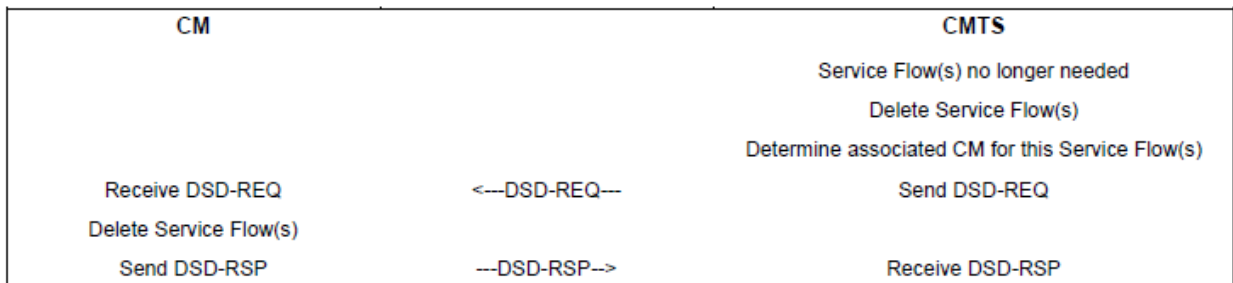 CM CMTS
Service Flow(s) no longer needed
Delete Service Flow(s)
Determine associated CM for this Service Flow(s)
Receive DSD-REQ <---DSD-REQ--- Send DSD-REQ
Delete Service Flow(s)
Send DSD-RSP ---DSD-RSP--> Receive DSD-RSP